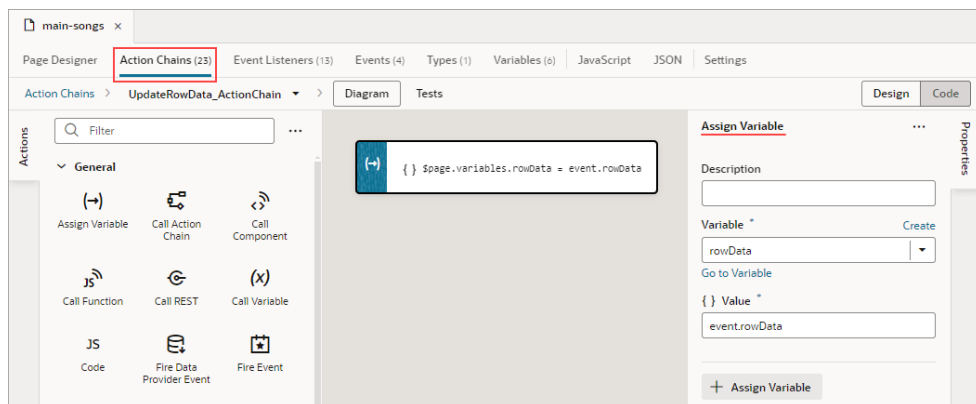 main-songs ×
Page Designer Action Chains (23) Event Listeners (13) Events (4) Types (1) Variables (6) JavaScript JSON Settings
Action Chains > UpdateRowData_ActionChain > Diagram Tests Design Code
Actions
Filter ...
General
Assign Variable
Call Action
Chain
Call
Component
JS
Call Function
Call REST
(x)
Call Variable
JS
Code
Fire Data
Provider Event
Fire Event
{ } $page.variables.rowData = event.rowData
Assign Variable ...
Description
Variable * Create
rowData
Go to Variable
{ } Value *
event.rowData
+ Assign Variable
Properties